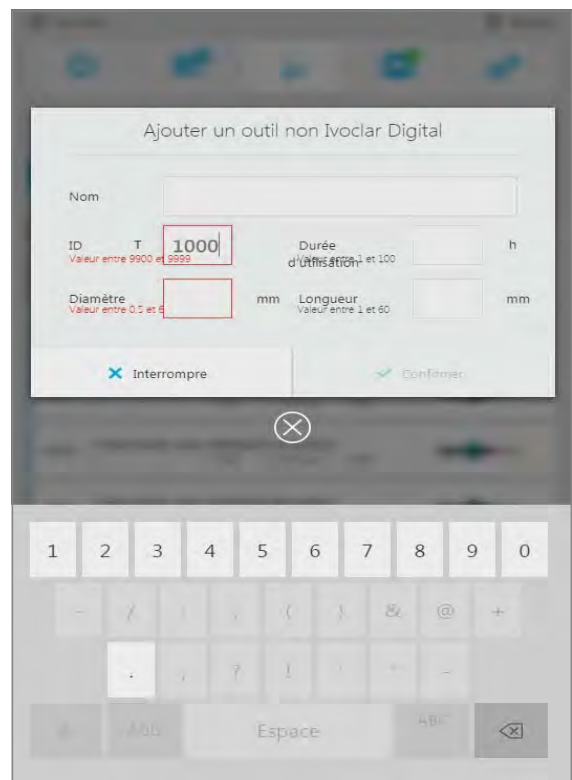 Ajouter un outil non Ivoclar Digital
Nom
ID T 1000 Durée d'utilisation h
Valeur entre 9900 et 9999 Valeur entre 1 et 100
Diamètre mm Longueur mm
Valeur entre 0.5 et 6 Valeur entre 1 et 60
Interrompre Confirmer
1 2 3 4 5 6 7 8 9 0
- / : ; ( ) & @ +
. , ? !
Espace ABC